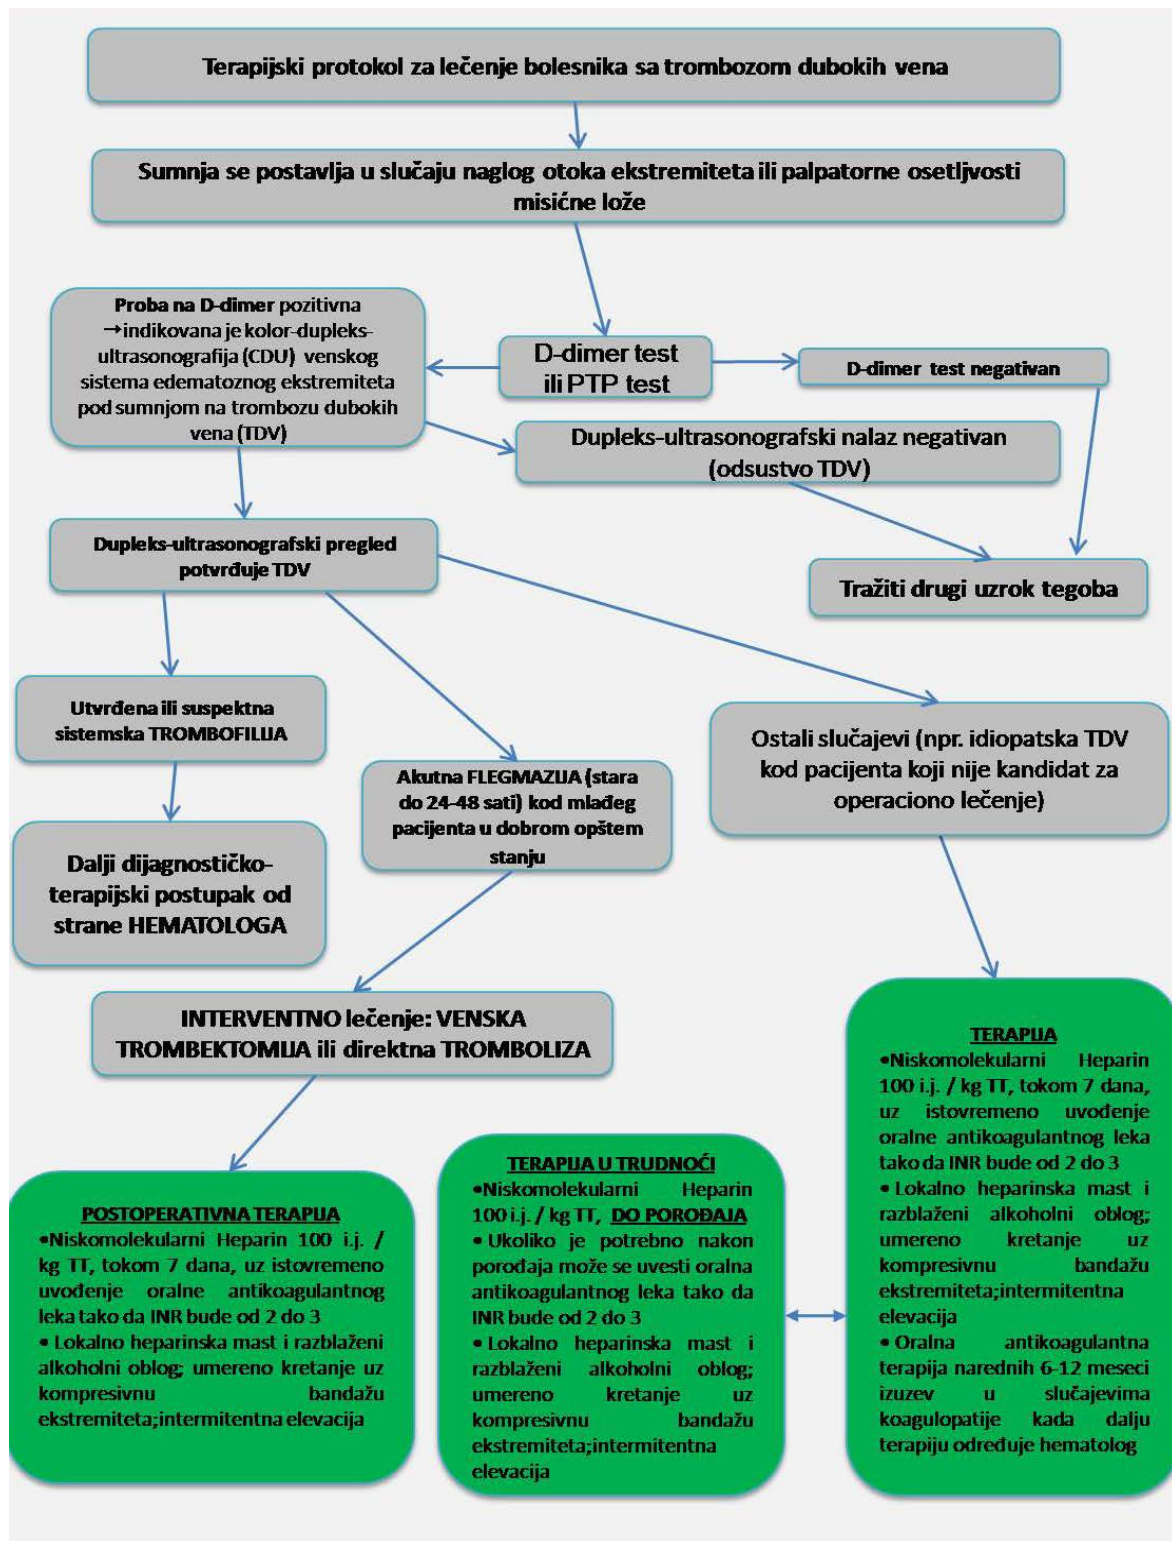 Terapijski protokol za lečenje bolesnika sa trombozom dubokih vena
Sumnja se postavlja u slučaju naglog otoka ekstremiteta ili palpatorne osetljvosti
misićne lože
Proba na D-dimer pozitivna
→indikovana je kolor-dupleks-
ultrasonografija (CDU) venskog
sistema edematoznog ekstremiteta
pod sumnjom na trombozu dubokih
vena (TDV)
D-dimer test
ili PTP test
D-dimer test negativan
Dupleks-ultrasonografski nalaz negativan
(odsustvo TDV)
Dupleks-ultrasonografski pregled
potvrđuje TDV
Tražiti drugi uzrok tegoba
Utvrđena ili suspektna
sistemska TROMBOFILIJA
Akutna FLEGMAZIJA (stara
do 24-48 sati) kod mlađeg
pacijenta u dobrom opštem
stanju
Ostali slučajevi (npr. idiopatska TDV
kod pacijenta koji nije kandidat za
operaciono lečenje)
Dalji dijagnostičko-
terapijski postupak od
strane HEMATOLOGA
INTERVENTNO lečenje: VENSKA
TROMBEKTOMIJA ili direktna TROMBOLIZA
POSTOPERATIVNA TERAPIJA
•Niskomolekularni Heparin 100 i.j. /
kg TT, tokom 7 dana, uz istovremeno
uvođenje oralne antikoagulantnog
leka tako da INR bude od 2 do 3
• Lokalno heparinska mast i razblaženi
alkoholni oblog; umereno kretanje uz
kompresivnu bandažu
ekstremiteta;intermitentna elevacija
TERAPIJA U TRUDNOĆI
•Niskomolekularni Heparin
100 i.j. / kg TT, DO POROĐAJA
• Ukoliko je potrebno nakon
porođaja može se uvesti oralna
antikoagulantnog leka tako da
INR bude od 2 do 3
• Lokalno heparinska mast i
razblaženi alkoholni oblog;
umereno kretanje uz
kompresivnu bandažu
ekstremiteta;intermitentna
elevacija
TERAPIJA
•Niskomolekularni Heparin
100 i.j. / kg TT, tokom 7 dana,
uz istovremeno uvođenje
oralne antikoagulantnog leka
tako da INR bude od 2 do 3
• Lokalno heparinska mast i
razblaženi alkoholni oblog;
umereno kretanje uz
kompresivnu bandažu
ekstremiteta;intermitentna
elevacija
• Oralna antikoagulantna
terapija narednih 6-12 meseci
izuzev u slučajevima
koagulopatije kada dalju
terapiju određuje hematolog